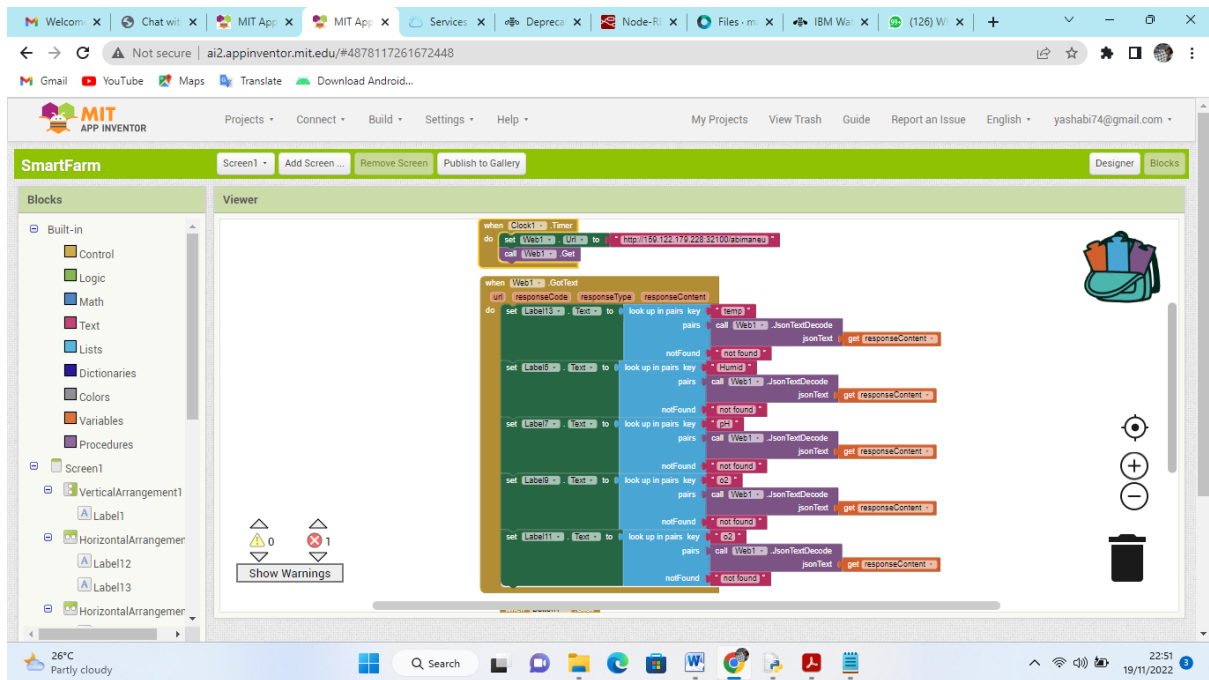 Welcome
Chat wit
MIT App
MIT App
Services
Depreca
Node-R
Files · m
IBM Wa
(126) W
Not secure | ai2.appinventor.mit.edu/#4878117261672448
Gmail YouTube Maps Translate Download Android...
MIT
APP INVENTOR
Projects Connect Build Settings Help My Projects View Trash Guide Report an Issue English yashabi74@gmail.com
SmartFarm Screen1 Add Screen ... Remove Screen Publish to Gallery Designer Blocks
Blocks Viewer
Built-in
Control
Logic
Math
Text
Lists
Dictionaries
Colors
Variables
Procedures
Screen1
VerticalArrangement1
Label1
HorizontalArrangemen
Label12
Label13
HorizontalArrangemen
when Clock1 .Timer
do set Web1 . Url to " http://159.122.179.228:32100/abimaneu "
call Web1 .Get
when Web1 .GotText
url responseCode responseType responseContent
do set Label13 . Text to look up in pairs key " temp "
pairs call Web1 .JsonTextDecode
jsonText get responseContent
notFound " not found "
set Label5 . Text to look up in pairs key " Humid "
pairs call Web1 .JsonTextDecode
jsonText get responseContent
notFound " not found "
set Label7 . Text to look up in pairs key " pH "
pairs call Web1 .JsonTextDecode
jsonText get responseContent
notFound " not found "
set Label9 . Text to look up in pairs key " o2 "
pairs call Web1 .JsonTextDecode
jsonText get responseContent
notFound " not found "
set Label11 . Text to look up in pairs key " o2 "
pairs call Web1 .JsonTextDecode
jsonText get responseContent
notFound " not found "
0 1
Show Warnings
26°C
Partly cloudy
Search
22:51
19/11/2022
3